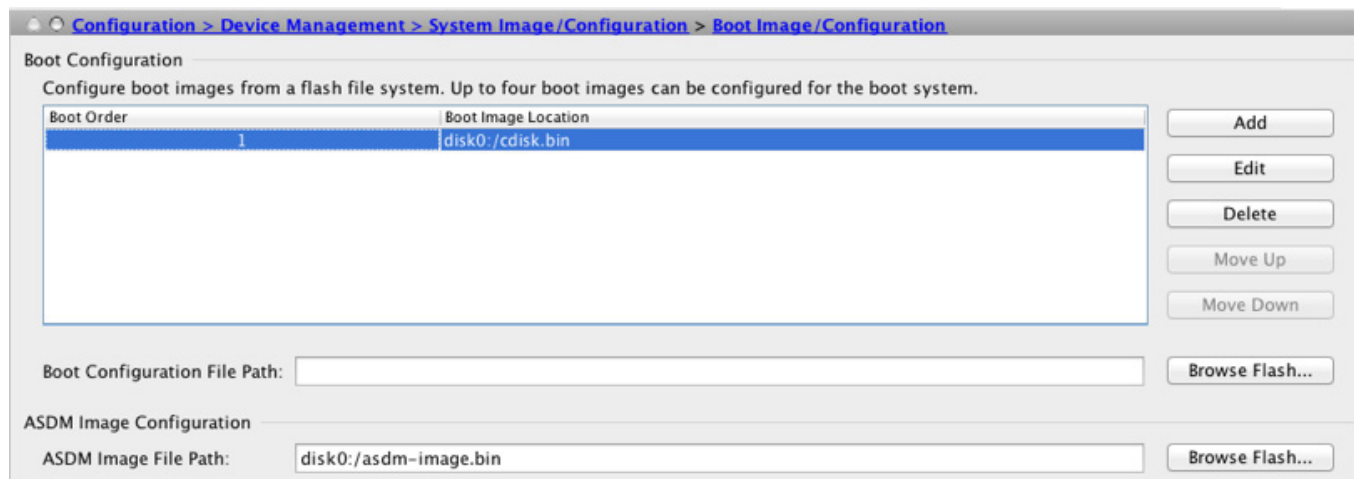 Configuration > Device Management > System Image/Configuration > Boot Image/Configuration
Boot Configuration
Configure boot images from a flash file system. Up to four boot images can be configured for the boot system.
Boot Order Boot Image Location
1 disk0:/cdisk.bin
Add
Edit
Delete
Move Up
Move Down
Boot Configuration File Path: Browse Flash...
ASDM Image Configuration
ASDM Image File Path: disk0:/asdm-image.bin Browse Flash...